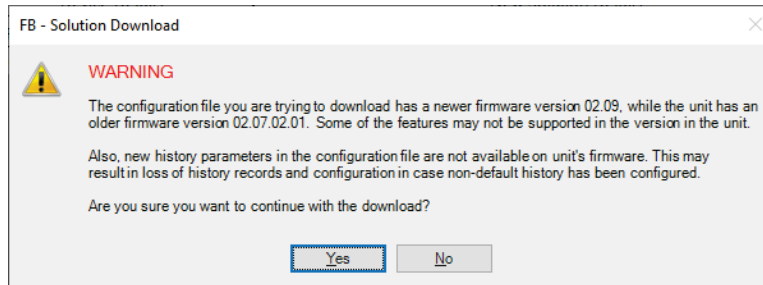 FB - Solution Download
WARNING
The configuration file you are trying to download has a newer firmware version 02.09, while the unit has an
older firmware version 02.07.02.01. Some of the features may not be supported in the version in the unit.
Also, new history parameters in the configuration file are not available on unit's firmware. This may
result in loss of history records and configuration in case non-default history has been configured.
Are you sure you want to continue with the download?
Yes
No